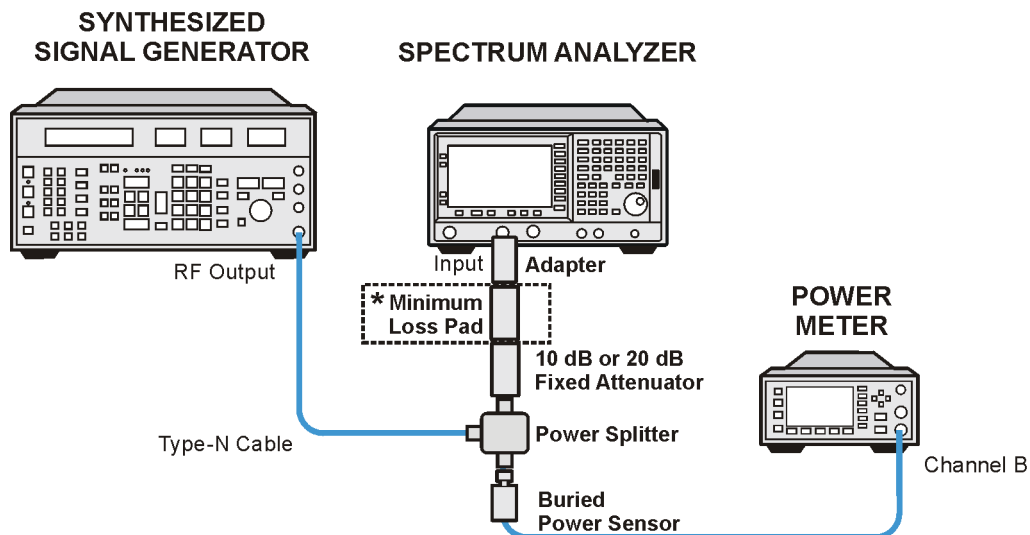 SYNTHESIZED
SIGNAL GENERATOR
SPECTRUM ANALYZER
RF Output
Input
Adapter
* Minimum
Loss Pad
POWER
METER
10 dB or 20 dB
Fixed Attenuator
Type-N Cable
Power Splitter
Channel B
Buried
Power Sensor